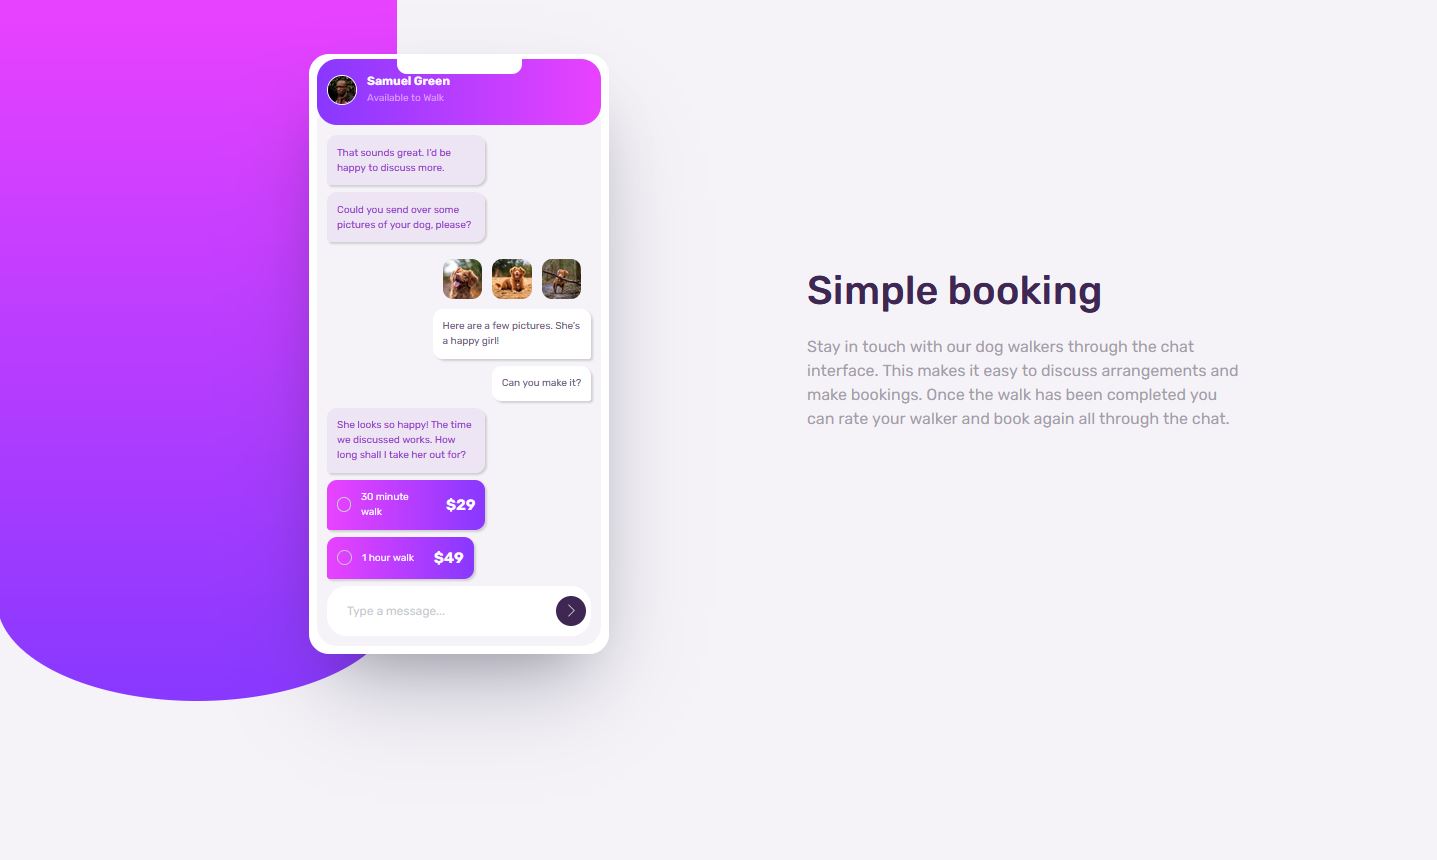 Samuel Green
Available to Walk
That sounds great. I'd be
happy to discuss more.
Could you send over some
pictures of your dog, please?
Here are a few pictures. She's
a happy girl!
Can you make it?
She looks so happy! The time
we discussed works. How
long shall I take her out for?
30 minute
walk
$29
1 hour walk
$49
Type a message...
Simple booking
Stay in touch with our dog walkers through the chat
interface. This makes it easy to discuss arrangements and
make bookings. Once the walk has been completed you
can rate your walker and book again all through the chat.